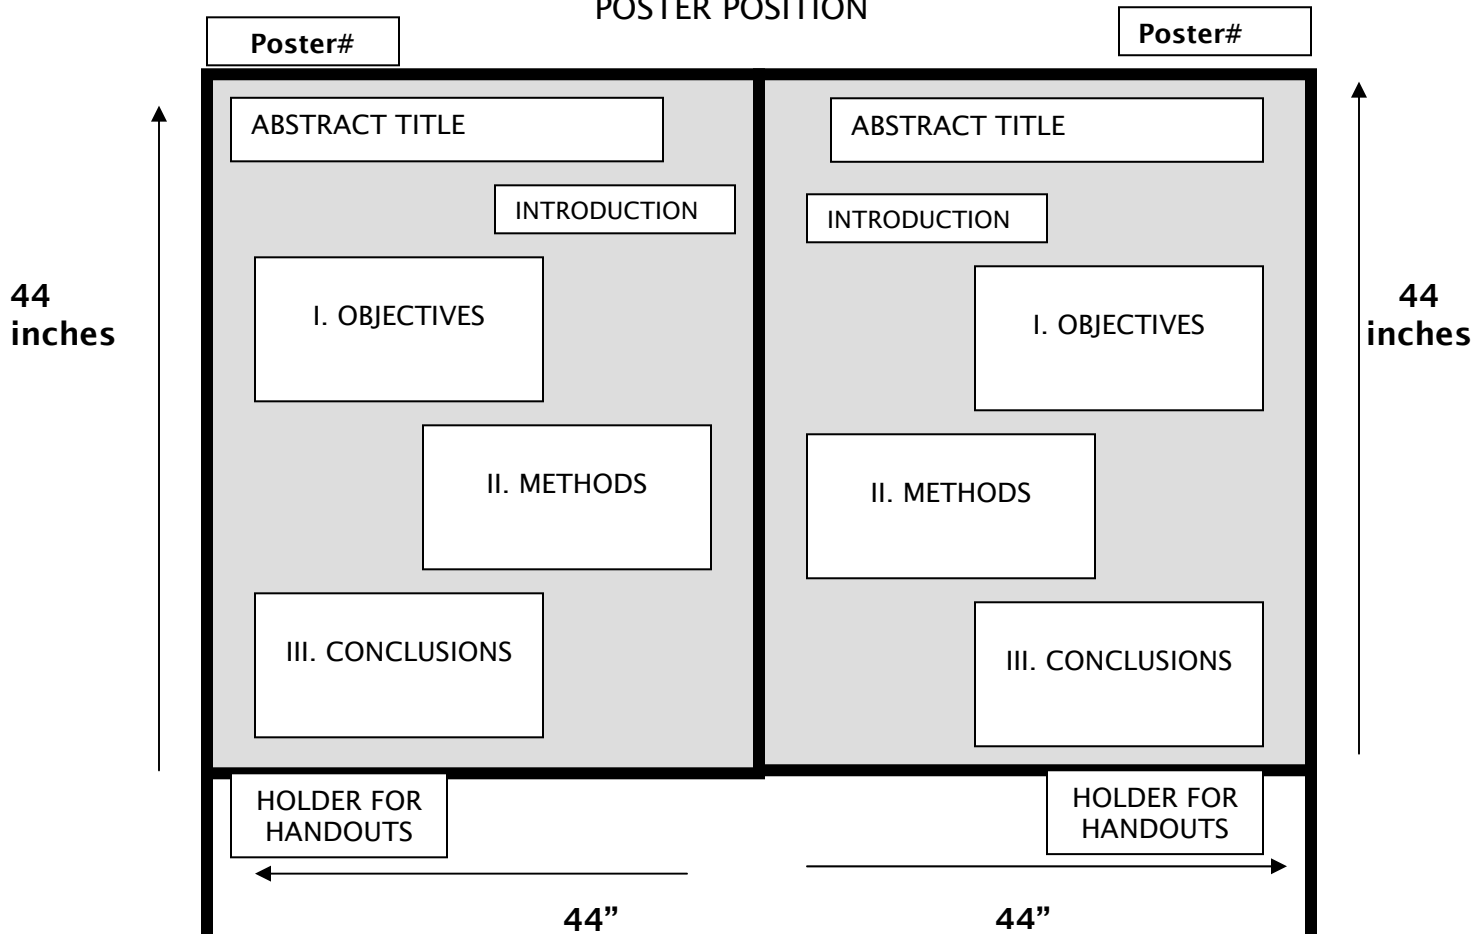 POSTER POSITION
Poster#
Poster#
ABSTRACT TITLE
ABSTRACT TITLE
INTRODUCTION
INTRODUCTION
44
inches
I. OBJECTIVES
I. OBJECTIVES
44
inches
II. METHODS
II. METHODS
III. CONCLUSIONS
III. CONCLUSIONS
HOLDER FOR
HANDOUTS
HOLDER FOR
HANDOUTS
44”
44”